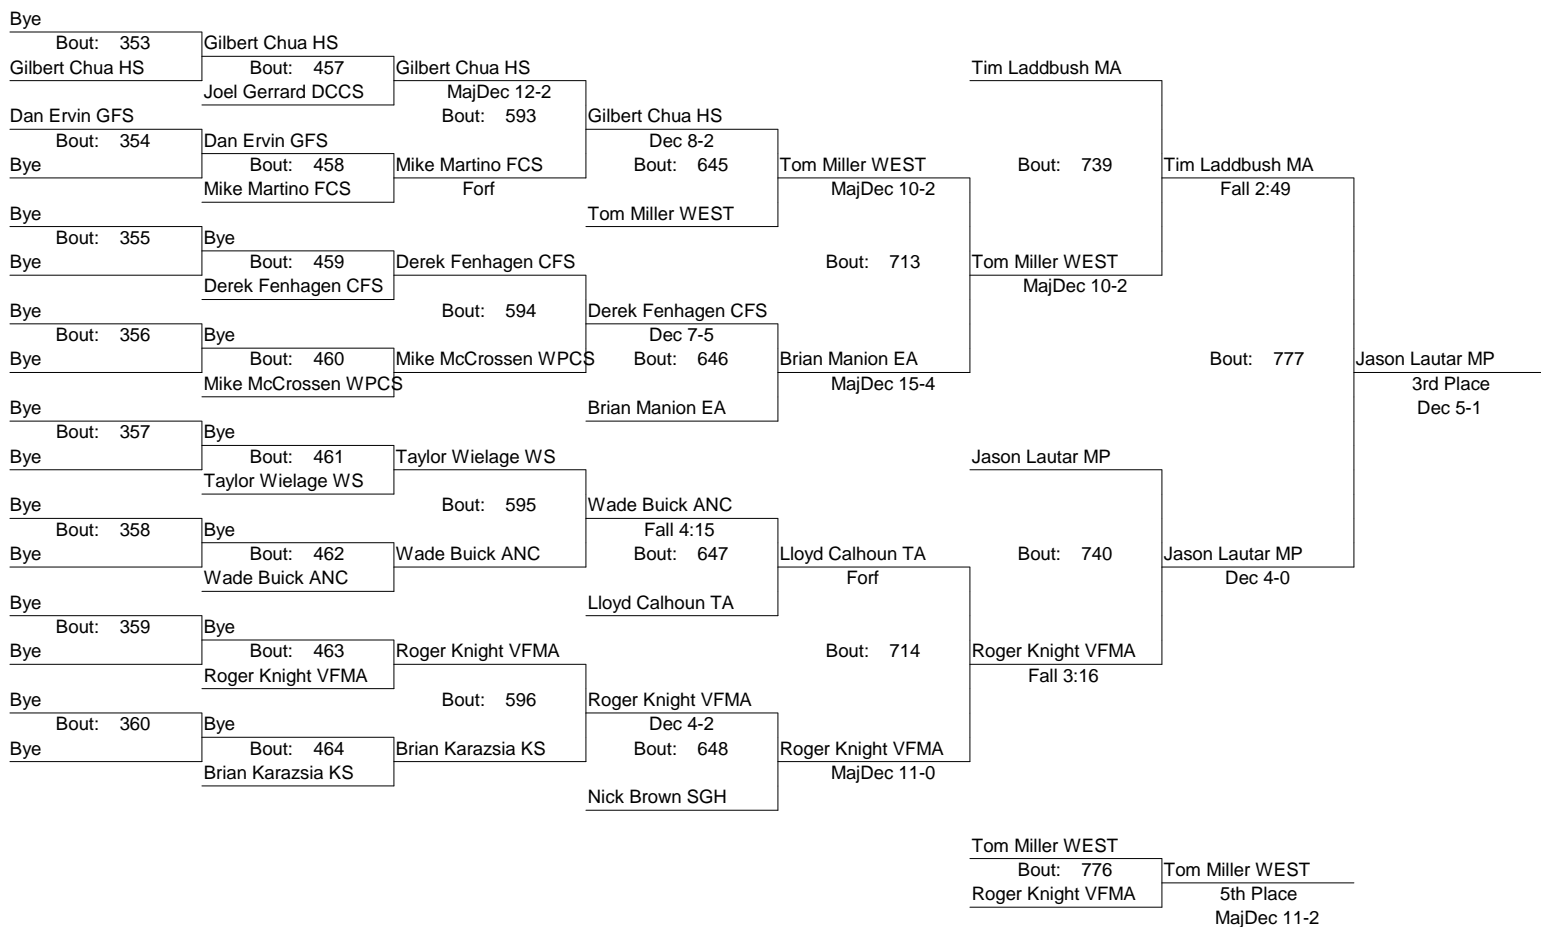 Bye
Bout: 353 Gilbert Chua HS
Gilbert Chua HS Bout: 457 Gilbert Chua HS Tim Laddbush MA
Joel Gerrard DCCS MajDec 12-2
Dan Ervin GFS Bout: 593 Gilbert Chua HS
Bout: 354 Dan Ervin GFS Dec 8-2
Bye Bout: 458 Mike Martino FCS Bout: 645 Tom Miller WEST Bout: 739 Tim Laddbush MA
Mike Martino FCS Forf MajDec 10-2 Fall 2:49
Bye Tom Miller WEST
Bout: 355 Bye
Bye Bout: 459 Derek Fenhagen CFS Bout: 713 Tom Miller WEST
Derek Fenhagen CFS MajDec 10-2
Bye Bout: 594 Derek Fenhagen CFS
Bout: 356 Bye Dec 7-5
Bye Bout: 460 Mike McCrossen WPCS Bout: 646 Brian Manion EA Bout: 777 Jason Lautar MP
Mike McCrossen WPCS MajDec 15-4 3rd Place
Bye Brian Manion EA Dec 5-1
Bout: 357 Bye
Bye Bout: 461 Taylor Wielage WS Jason Lautar MP
Taylor Wielage WS
Bye Bout: 595 Wade Buick ANC
Bout: 358 Bye Fall 4:15
Bye Bout: 462 Wade Buick ANC Bout: 647 Lloyd Calhoun TA Bout: 740 Jason Lautar MP
Wade Buick ANC Forf Dec 4-0
Bye Lloyd Calhoun TA
Bout: 359 Bye
Bye Bout: 463 Roger Knight VFMA Bout: 714 Roger Knight VFMA
Roger Knight VFMA Fall 3:16
Bye Bout: 596 Roger Knight VFMA
Bout: 360 Bye Dec 4-2
Bye Bout: 464 Brian Karazsia KS Bout: 648 Roger Knight VFMA
Brian Karazsia KS MajDec 11-0
Nick Brown SGH
Tom Miller WEST
Bout: 776 Tom Miller WEST
Roger Knight VFMA 5th Place
MajDec 11-2